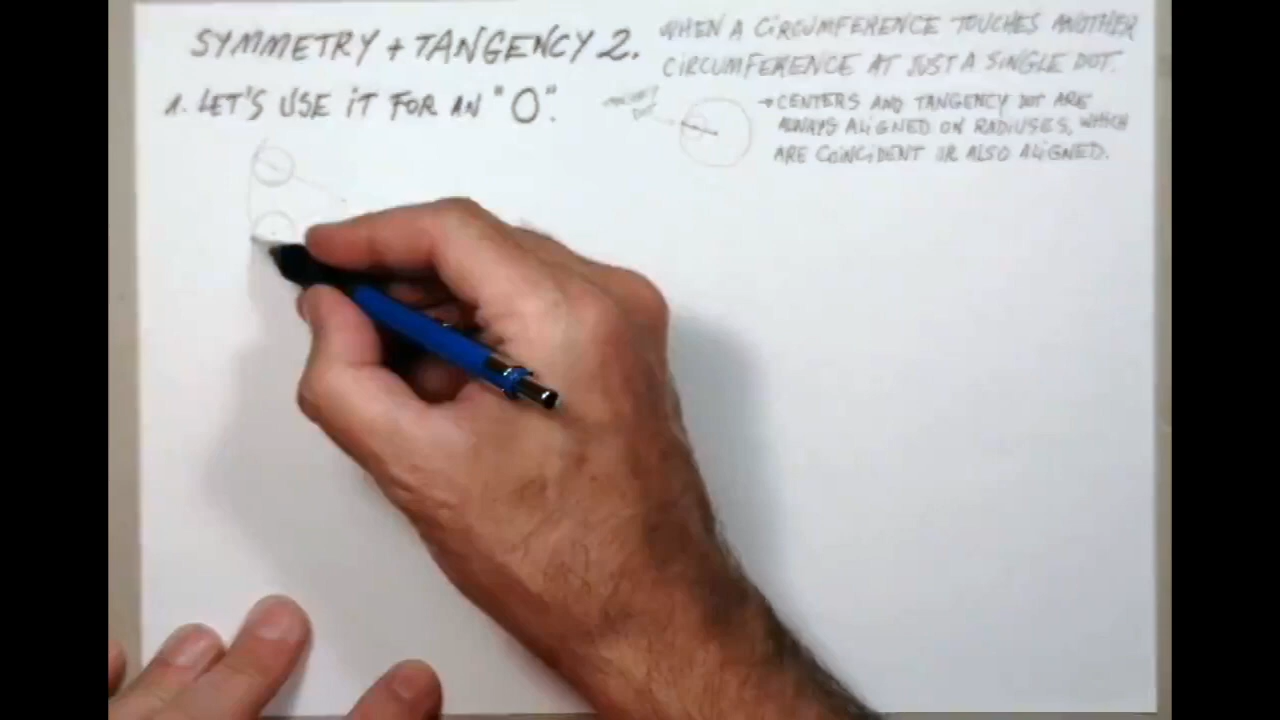 SYMMETRY + TANGENCY 2.
WHEN A CIRCUMFERENCE TOUCHES ANOTHER
CIRCUMFERENCE AT JUST A SINGLE DOT.
1. LET'S USE IT FOR AN "O".
→ CENTERS AND TANGENCY DOT ARE
ALWAYS ALIGNED ON RADIUSES, WHICH
ARE COINCIDENT OR ALSO ALIGNED.